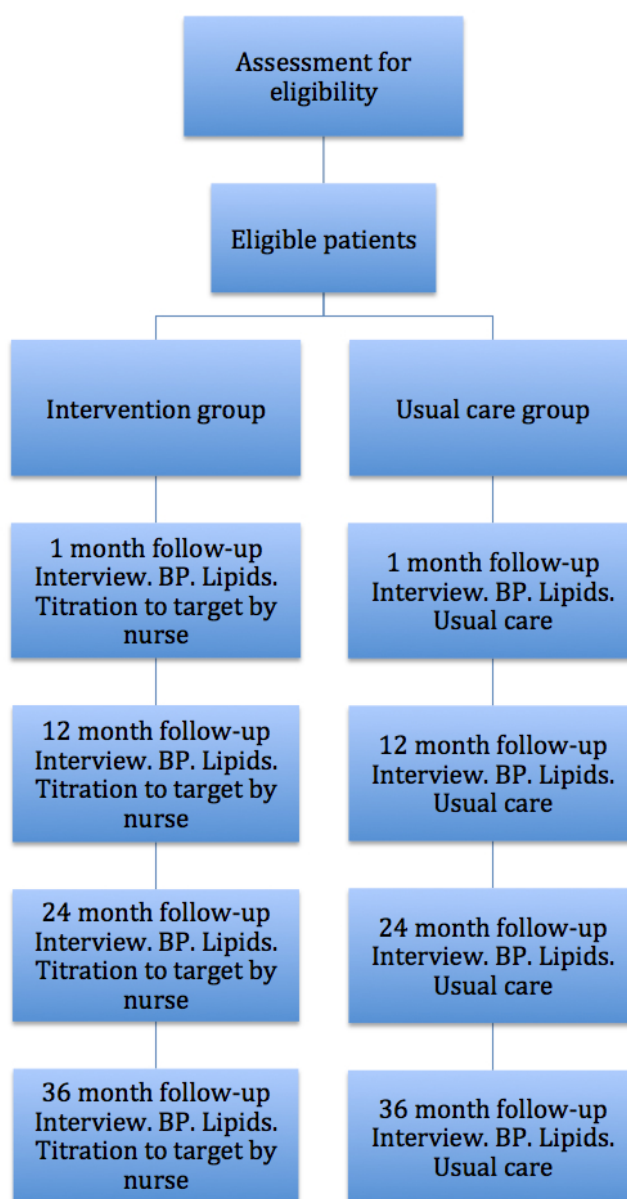 Assessment for
eligibility
Eligible patients
Intervention group
Usual care group
1 month follow-up
Interview. BP. Lipids.
Titration to target by
nurse
1 month follow-up
Interview. BP. Lipids.
Usual care
12 month follow-up
Interview. BP. Lipids.
Titration to target by
nurse
12 month follow-up
Interview. BP. Lipids.
Usual care
24 month follow-up
Interview. BP. Lipids.
Titration to target by
nurse
24 month follow-up
Interview. BP. Lipids.
Usual care
36 month follow-up
Interview. BP. Lipids.
Titration to target by
nurse
36 month follow-up
Interview. BP. Lipids.
Usual care